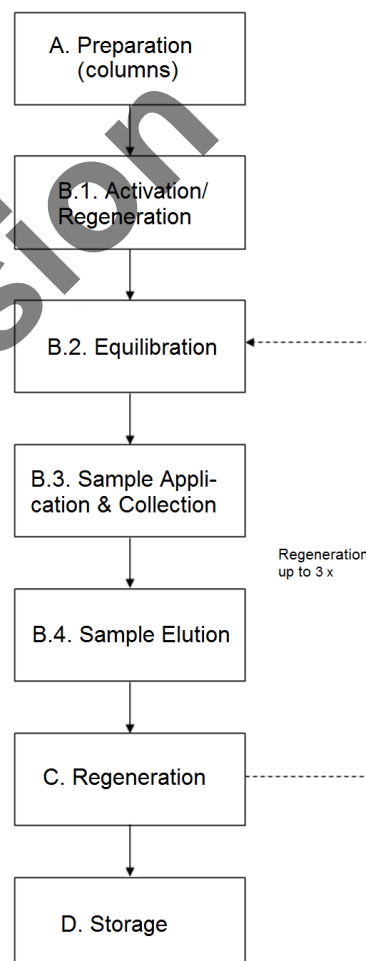 A. Preparation
(columns)
B.1. Activation/
Regeneration
B.2. Equilibration
B.3. Sample Appli-
cation & Collection
Regeneration
up to 3 x
B.4. Sample Elution
C. Regeneration
D. Storage